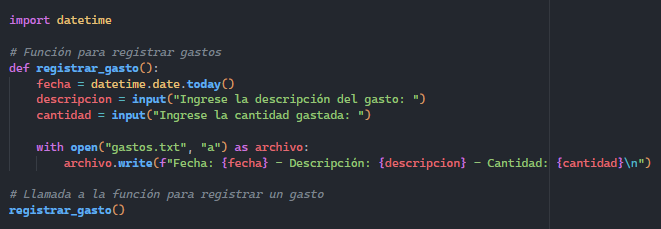 import datetime
# Función para registrar gastos
def registrar_gasto():
fecha = datetime.date.today()
descripcion = input("Ingrese la descripción del gasto: ")
cantidad = input("Ingrese la cantidad gastada: ")
with open("gastos.txt", "a") as archivo:
archivo.write(f"Fecha: {fecha} - Descripción: {descripcion} - Cantidad: {cantidad}\n")
# Llamada a la función para registrar un gasto
registrar_gasto()